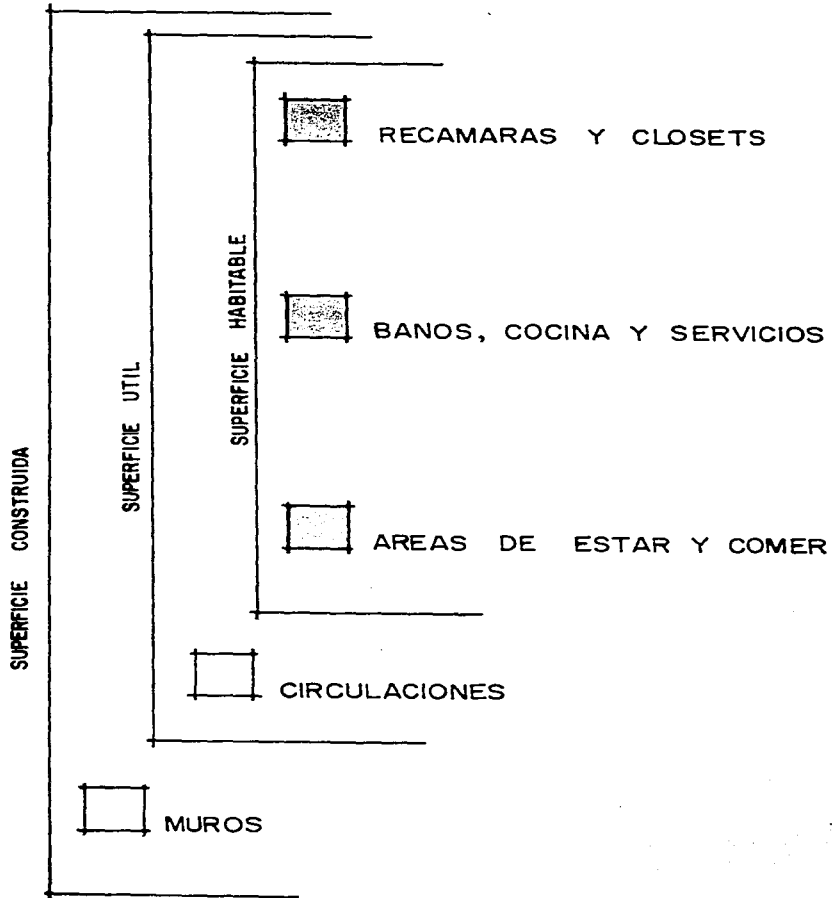 SUPERFICIE CONSTRUIDA
SUPERFICIE UTIL
SUPERFICIE HABITABLE
RECAMARAS Y CLOSETS
BANOS, COCINA Y SERVICIOS
AREAS DE ESTAR Y COMER
CIRCULACIONES
MUROS